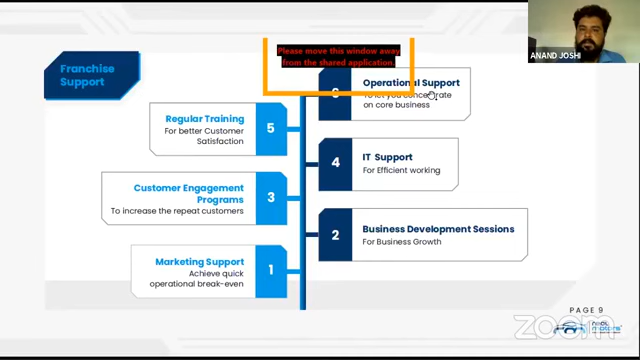 Franchise
Support
Please move this window away
from the shared application.
ANAND JOSHI
6
Operational Support
To let you concentrate
on core business
Regular Training
For better Customer
Satisfaction
5
4
IT Support
For Efficient working
Customer Engagement
Programs
To increase the repeat customers
3
2
Business Development Sessions
For Business Growth
Marketing Support
Achieve quick
operational break-even
1
PAGE 9
motors
zoom